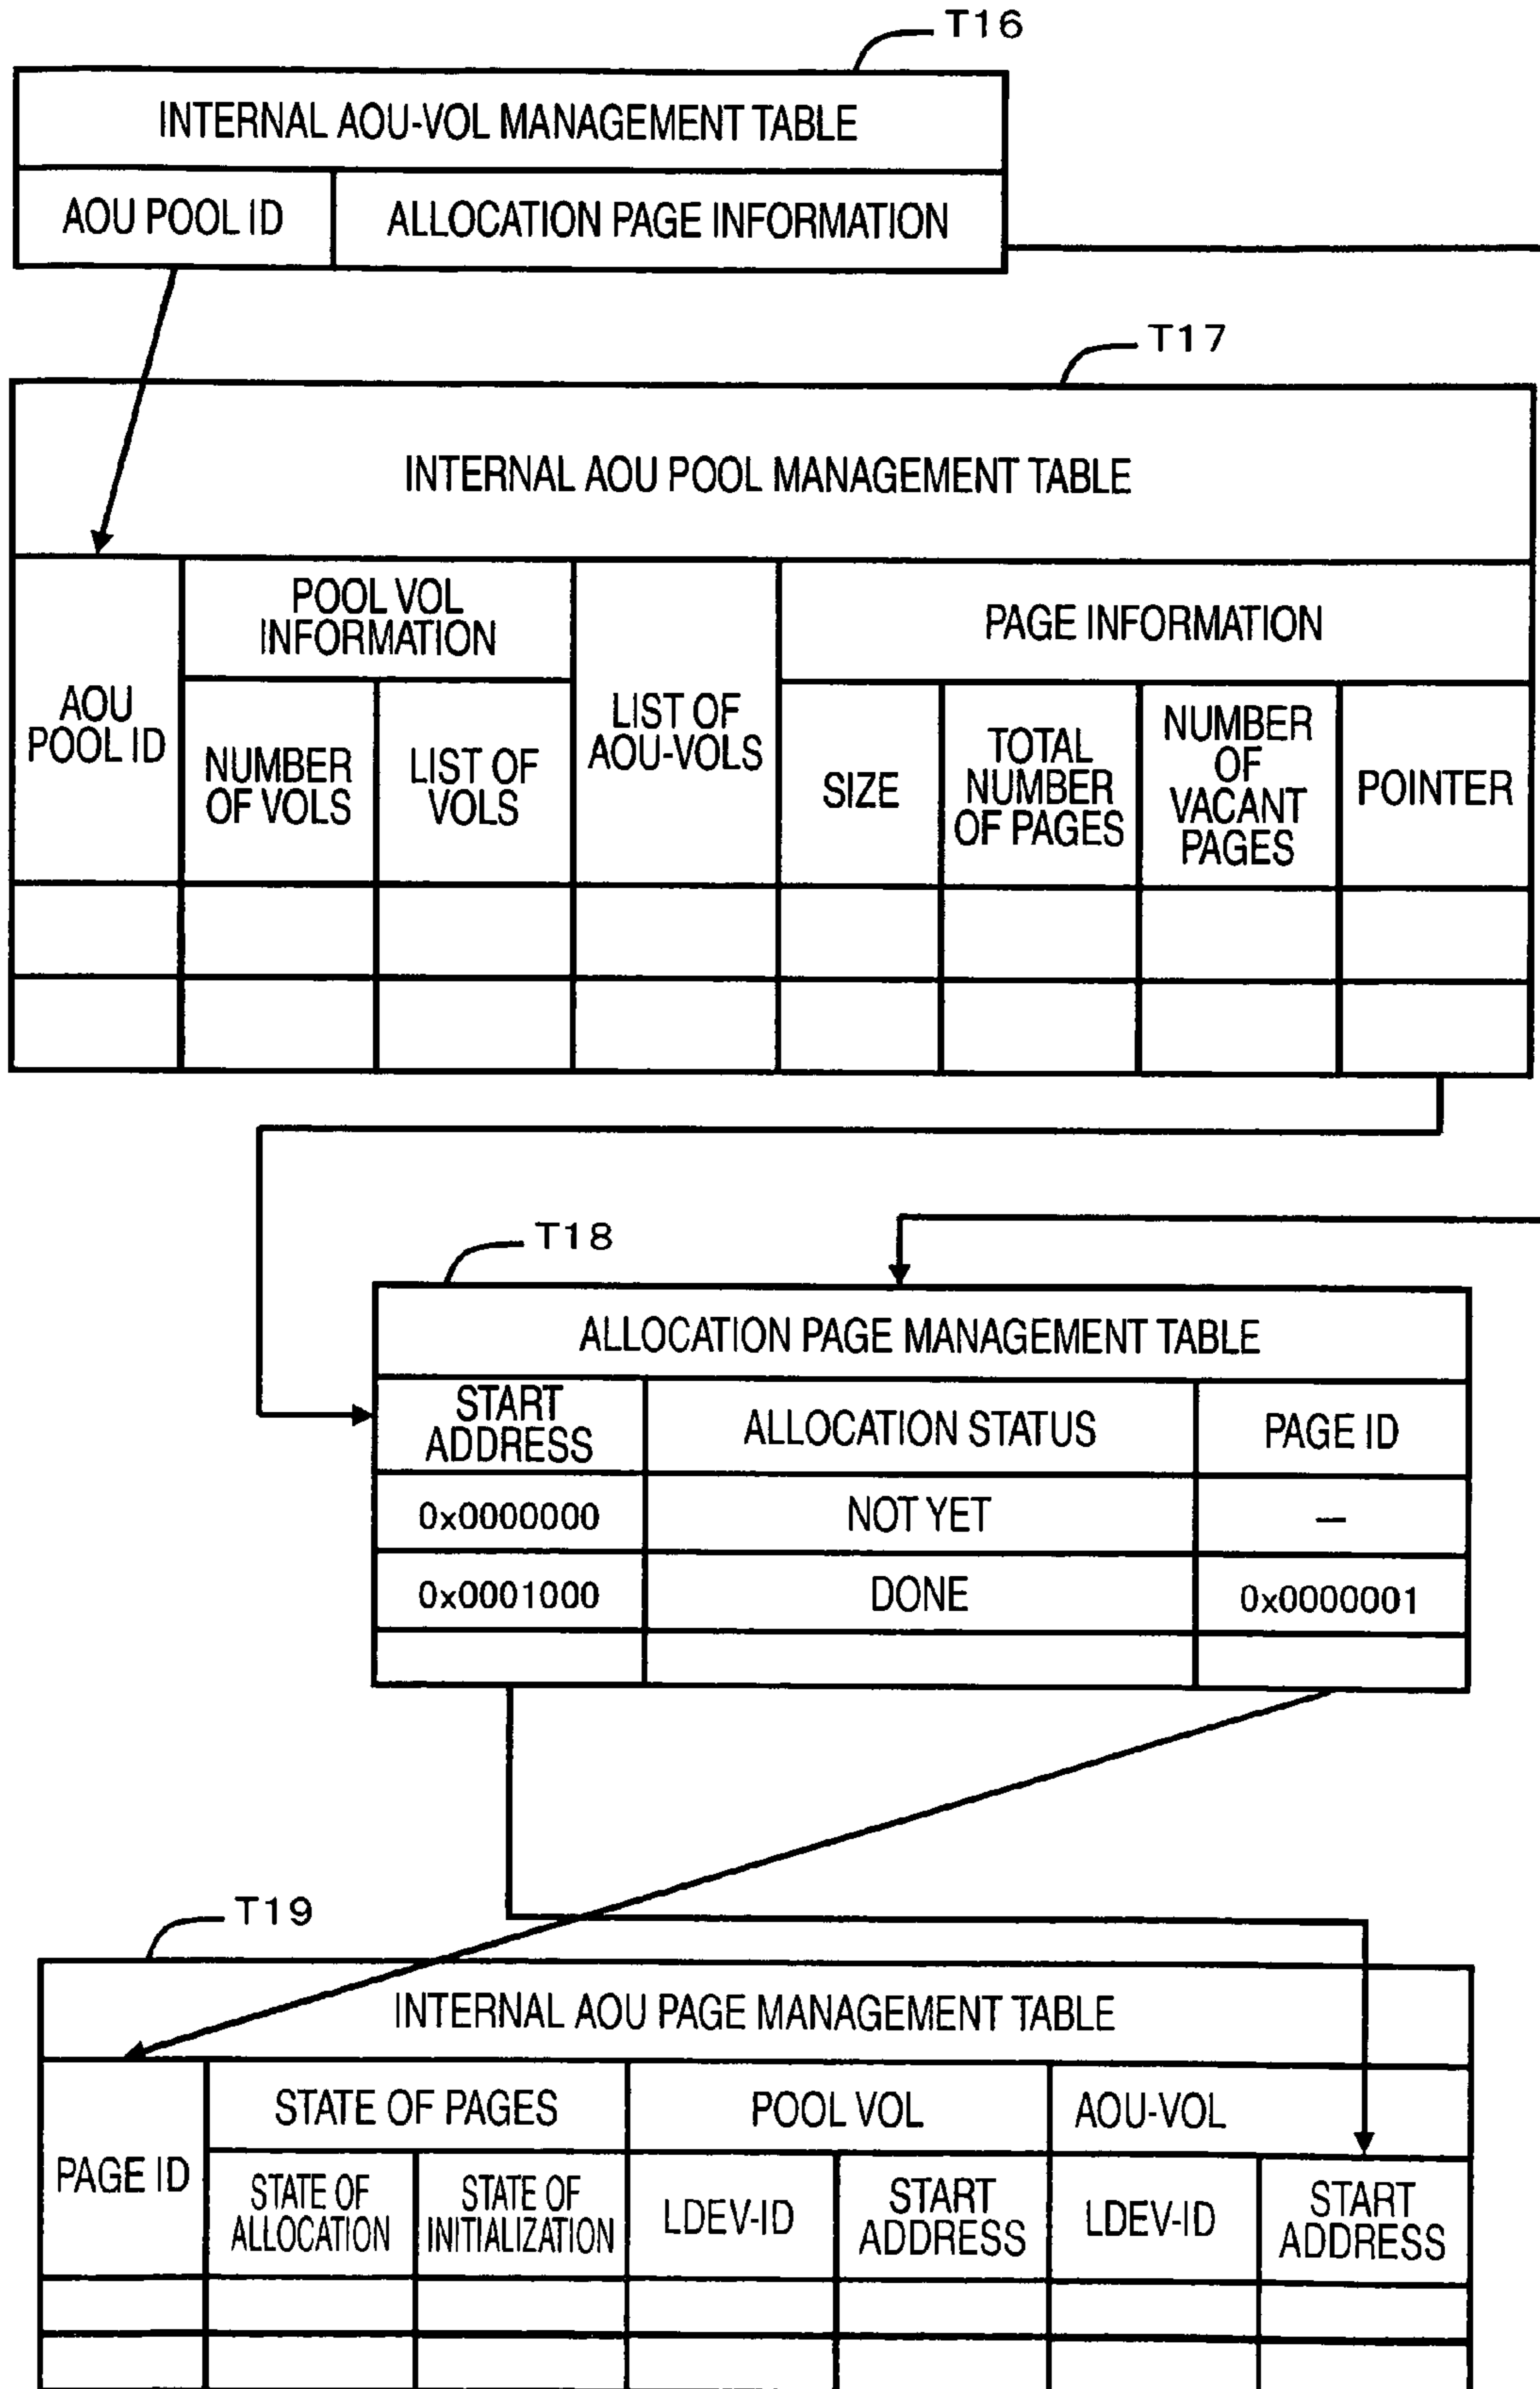 T16
INTERNAL AOU-VOL MANAGEMENT TABLE
AOU POOL ID
ALLOCATION PAGE INFORMATION
T17
INTERNAL AOU POOL MANAGEMENT TABLE
AOU
POOL ID
POOL VOL
INFORMATION
NUMBER
OF VOLS
LIST OF
VOLS
LIST OF
AOU-VOLS
PAGE INFORMATION
SIZE
TOTAL
NUMBER
OF PAGES
NUMBER
OF
VACANT
PAGES
POINTER
T18
ALLOCATION PAGE MANAGEMENT TABLE
START
ADDRESS
ALLOCATION STATUS
PAGE ID
0x0000000
NOT YET
—
0x0001000
DONE
0x0000001
T19
INTERNAL AOU PAGE MANAGEMENT TABLE
PAGE ID
STATE OF PAGES
STATE OF
ALLOCATION
STATE OF
INITIALIZATION
POOL VOL
LDEV-ID
START
ADDRESS
AOU-VOL
LDEV-ID
START
ADDRESS